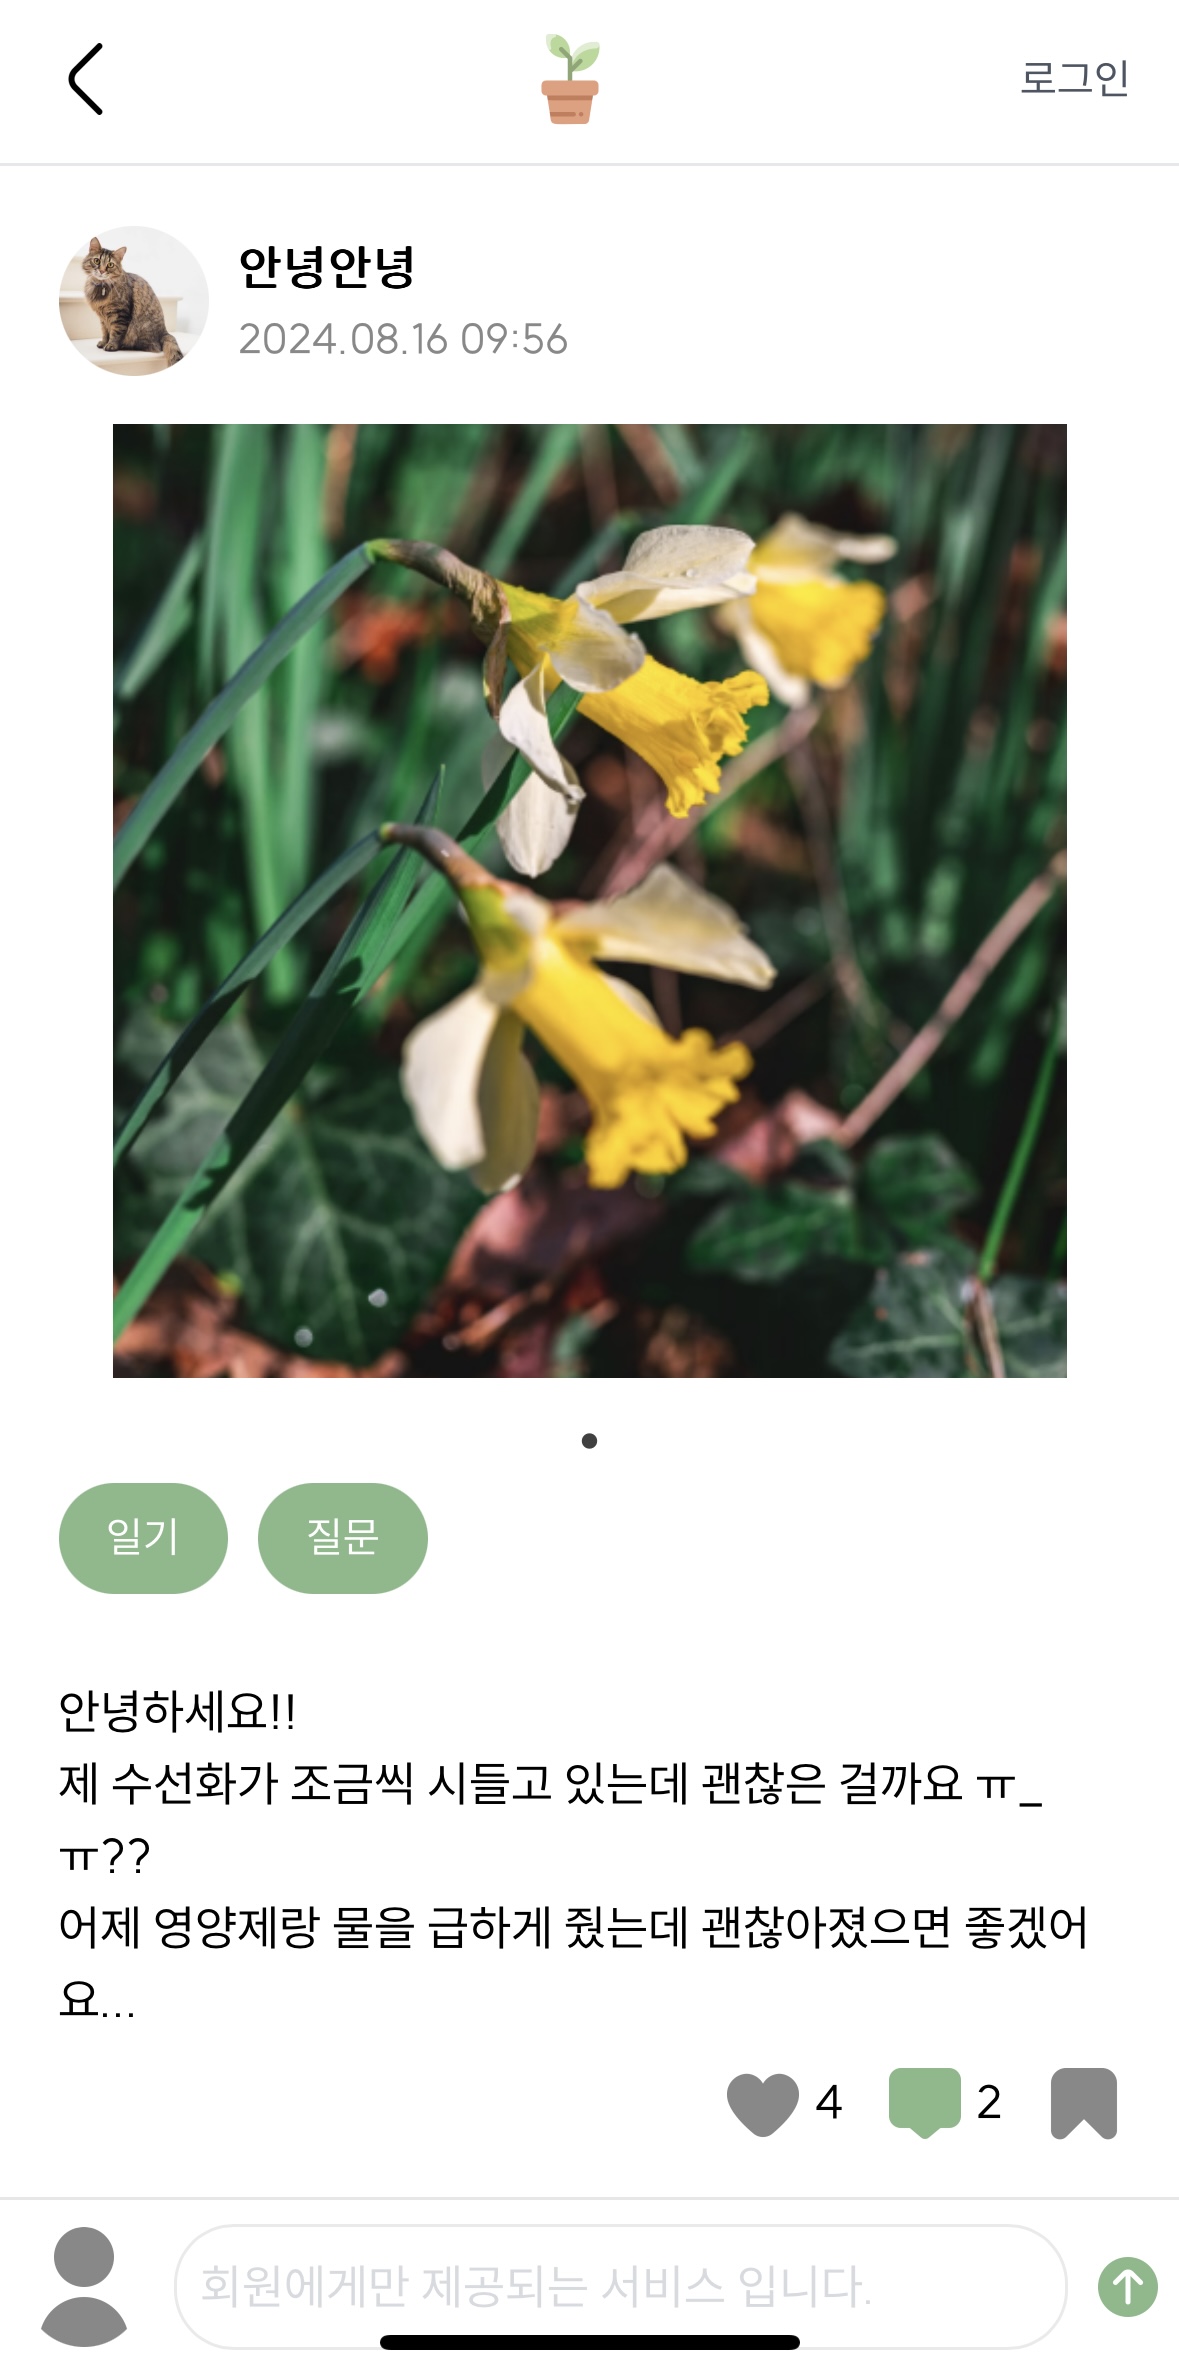 로그인
안녕안녕
2024.08.16 09:56
일기
질문
안녕하세요!!
제 수선화가 조금씩 시들고 있는데 괜찮은 걸까요 ㅠ_
ㅠ??
어제 영양제랑 물을 급하게 줬는데 괜찮아졌으면 좋겠어
요...
4
2
회원에게만 제공되는 서비스 입니다.